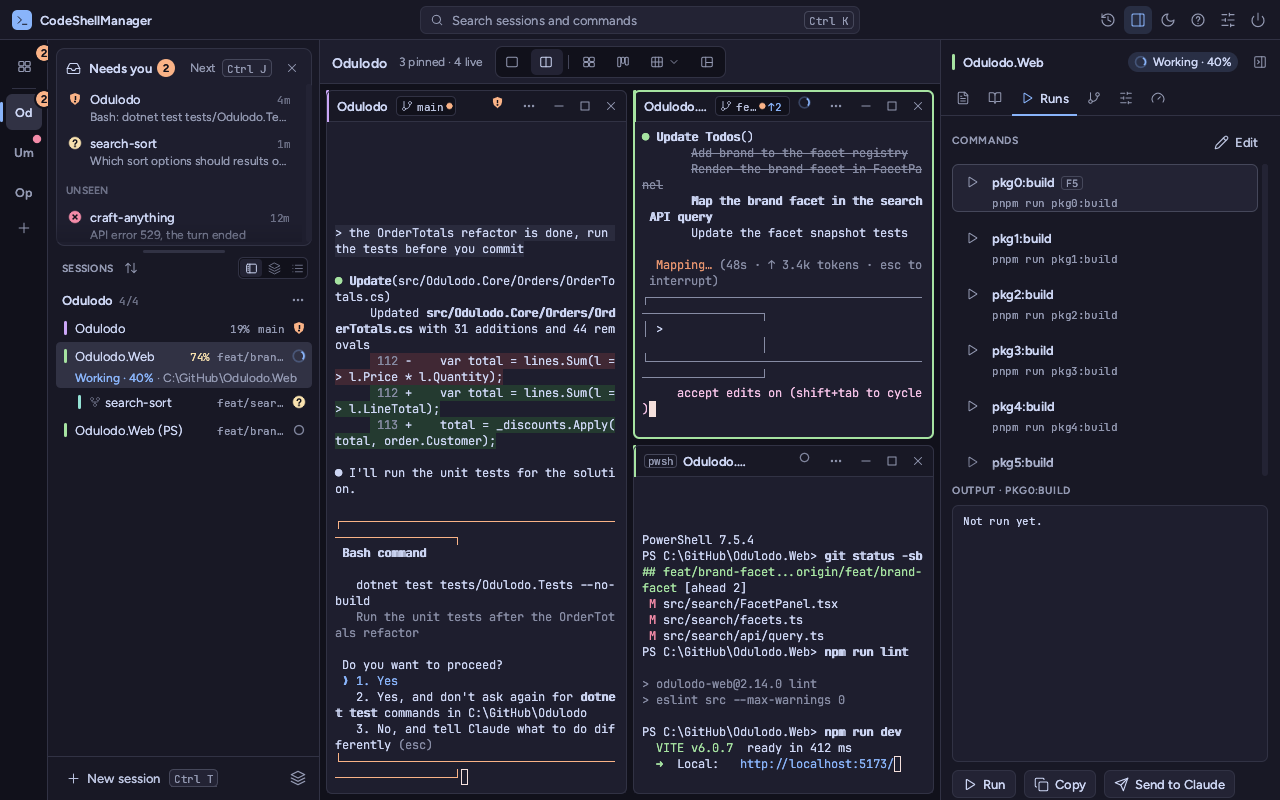 CodeShellManager
Search sessions and commands
Ctrl K
2
2
Od
Um
Op
Needs you 2 Next Ctrl J
Odulodo 4m
Bash: dotnet test tests/Odulodo.Te…
search-sort 1m
Which sort options should results o…
UNSEEN
craft-anything 12m
API error 529, the turn ended
SESSIONS
Odulodo 4/4
Odulodo 19% main
Odulodo.Web 74% feat/bran…
Working · 40% · C:\GitHub\Odulodo.Web
search-sort feat/sear…
Odulodo.Web (PS) feat/bran…
New session Ctrl T
Odulodo 3 pinned · 4 live
Odulodo main
> the OrderTotals refactor is done, run
the tests before you commit
● Update(src/Odulodo.Core/Orders/OrderTo
tals.cs)
Updated src/Odulodo.Core/Orders/Ord
erTotals.cs with 31 additions and 44 rem
ovals
112 - var total = lines.Sum(l =
> l.Price * l.Quantity);
112 + var total = lines.Sum(l =
> l.LineTotal);
113 + total = _discounts.Apply(
total, order.Customer);
● I'll run the unit tests for the soluti
on.
Bash command
dotnet test tests/Odulodo.Tests --no-
build
Run the unit tests after the OrderTot
als refactor
Do you want to proceed?
❯ 1. Yes
2. Yes, and don't ask again for dotne
t test commands in C:\GitHub\Odulodo
3. No, and tell Claude what to do dif
ferently (esc)
Odulodo.… fe… ↑2
● Update Todos()
Add brand to the facet registry
Render the brand facet in FacetPa
nel
Map the brand facet in the search
API query
Update the facet snapshot tests
Mapping… (48s · ↑ 3.4k tokens · esc to
interrupt)
>
accept edits on (shift+tab to cycle
)
pwsh Odulodo.…
PowerShell 7.5.4
PS C:\GitHub\Odulodo.Web> git status -sb
## feat/brand-facet...origin/feat/brand-
facet [ahead 2]
M src/search/FacetPanel.tsx
M src/search/facets.ts
M src/search/api/query.ts
PS C:\GitHub\Odulodo.Web> npm run lint
> odulodo-web@2.14.0 lint
> eslint src --max-warnings 0
PS C:\GitHub\Odulodo.Web> npm run dev
VITE v6.0.7 ready in 412 ms
➜ Local: http://localhost:5173/
Odulodo.Web Working · 40%
Runs
COMMANDS Edit
pkg0:build F5
pnpm run pkg0:build
pkg1:build
pnpm run pkg1:build
pkg2:build
pnpm run pkg2:build
pkg3:build
pnpm run pkg3:build
pkg4:build
pnpm run pkg4:build
pkg5:build
OUTPUT · PKG0:BUILD
Not run yet.
Run Copy Send to Claude